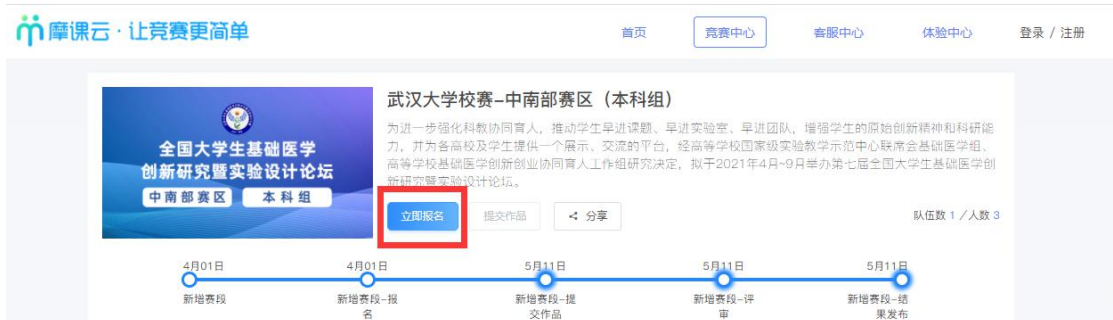 摩课云·让竞赛更简单
首页 竞赛中心 客服中心 体验中心 登录 / 注册
全国大学生基础医学
创新研究暨实验设计论坛
中南部赛区 本科组
武汉大学校赛-中南部赛区（本科组）
为进一步强化科教协同育人，推动学生早进课题、早进实验室、早进团队，增强学生的原始创新精神和科研能
力，并为各高校及学生提供一个展示、交流的平台，经高等学校国家级实验教学示范中心联席会基础医学组、
高等学校基础医学创新创业协同育人工作组研究决定，拟于2021年4月~9月举办第七届全国大学生基础医学创
新研究暨实验设计论坛。
立即报名 提交作品 分享
队伍数 1 / 人数 3
4月01日 4月01日 5月11日 5月11日 5月11日
新增赛段 新增赛段-报名 新增赛段-提交作品 新增赛段-评审 新增赛段-结果发布